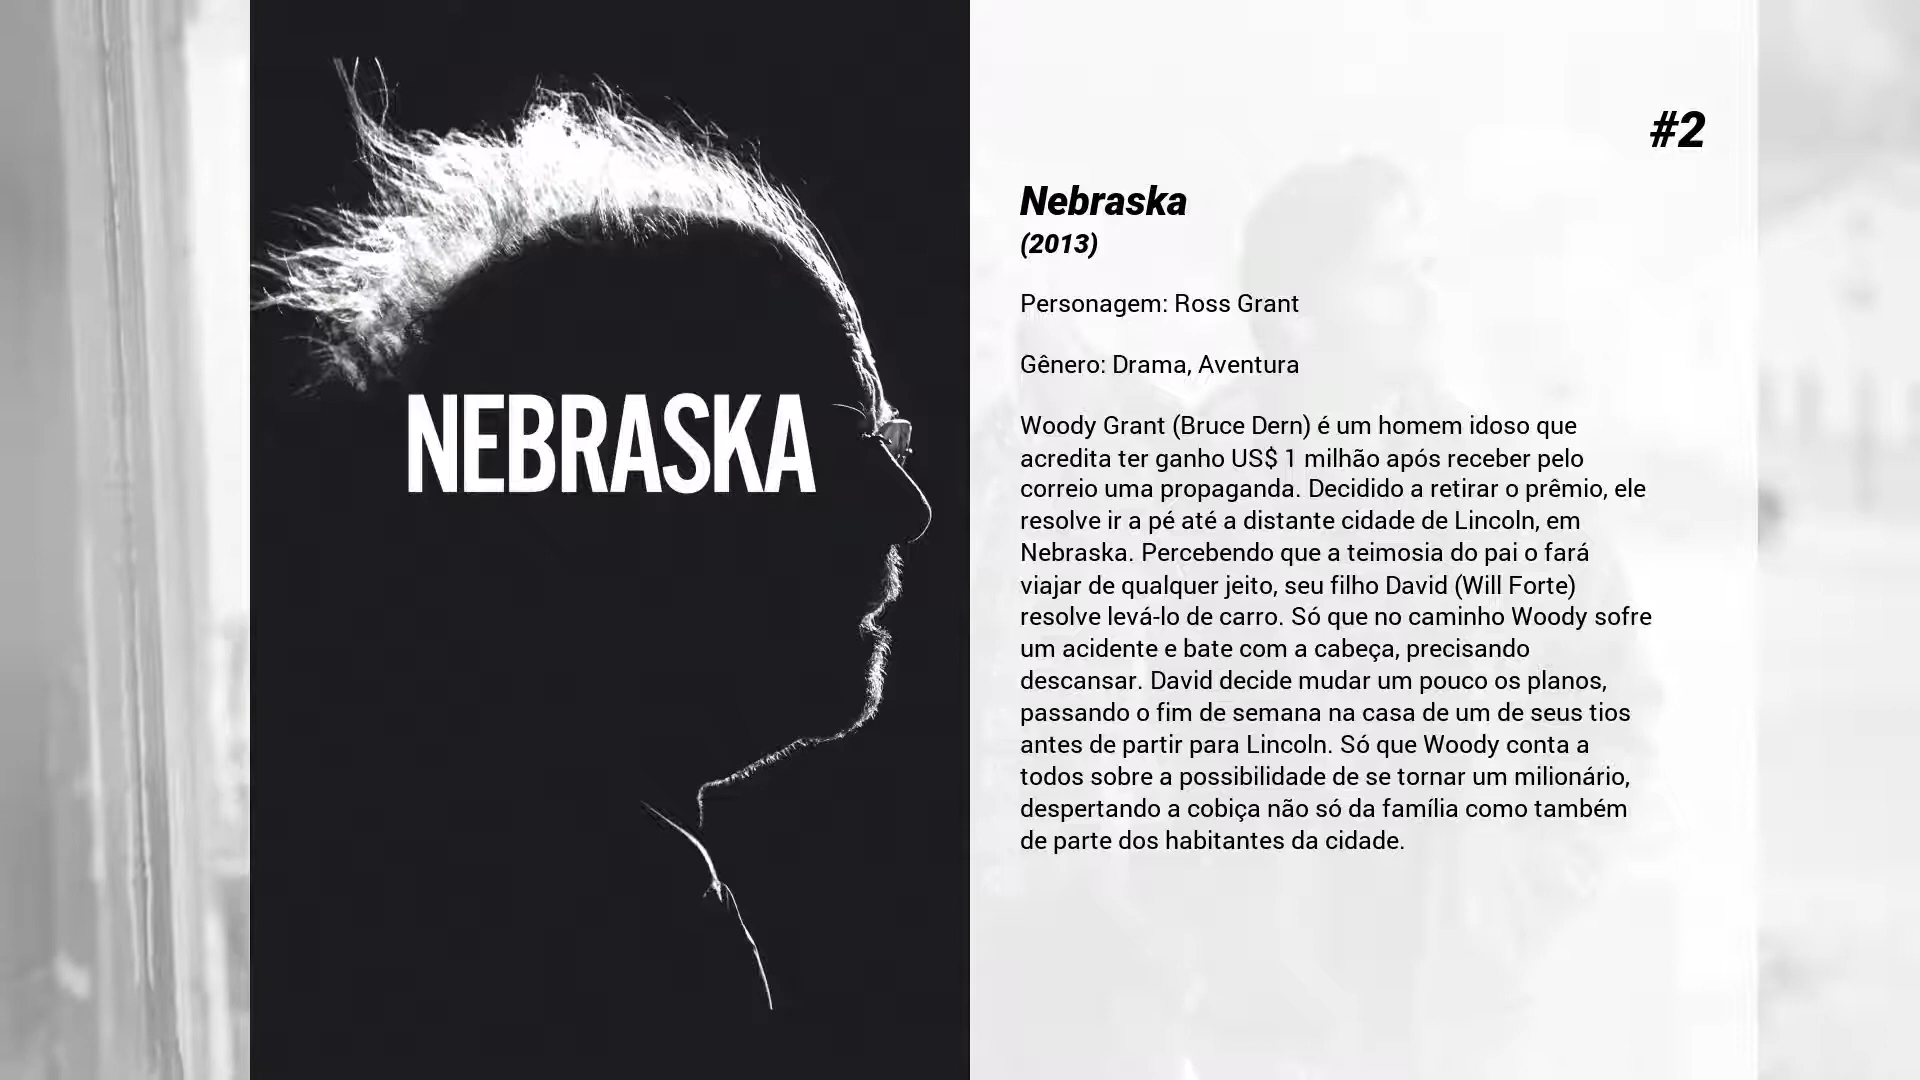 NEBRASKA
#2
Nebraska
(2013)
Personagem: Ross Grant
Gênero: Drama, Aventura
Woody Grant (Bruce Dern) é um homem idoso que
acredita ter ganho US$ 1 milhão após receber pelo
correio uma propaganda. Decidido a retirar o prêmio, ele
resolve ir a pé até a distante cidade de Lincoln, em
Nebraska. Percebendo que a teimosia do pai o fará
viajar de qualquer jeito, seu filho David (Will Forte)
resolve levá-lo de carro. Só que no caminho Woody sofre
um acidente e bate com a cabeça, precisando
descansar. David decide mudar um pouco os planos,
passando o fim de semana na casa de um de seus tios
antes de partir para Lincoln. Só que Woody conta a
todos sobre a possibilidade de se tornar um milionário,
despertando a cobiça não só da família como também
de parte dos habitantes da cidade.